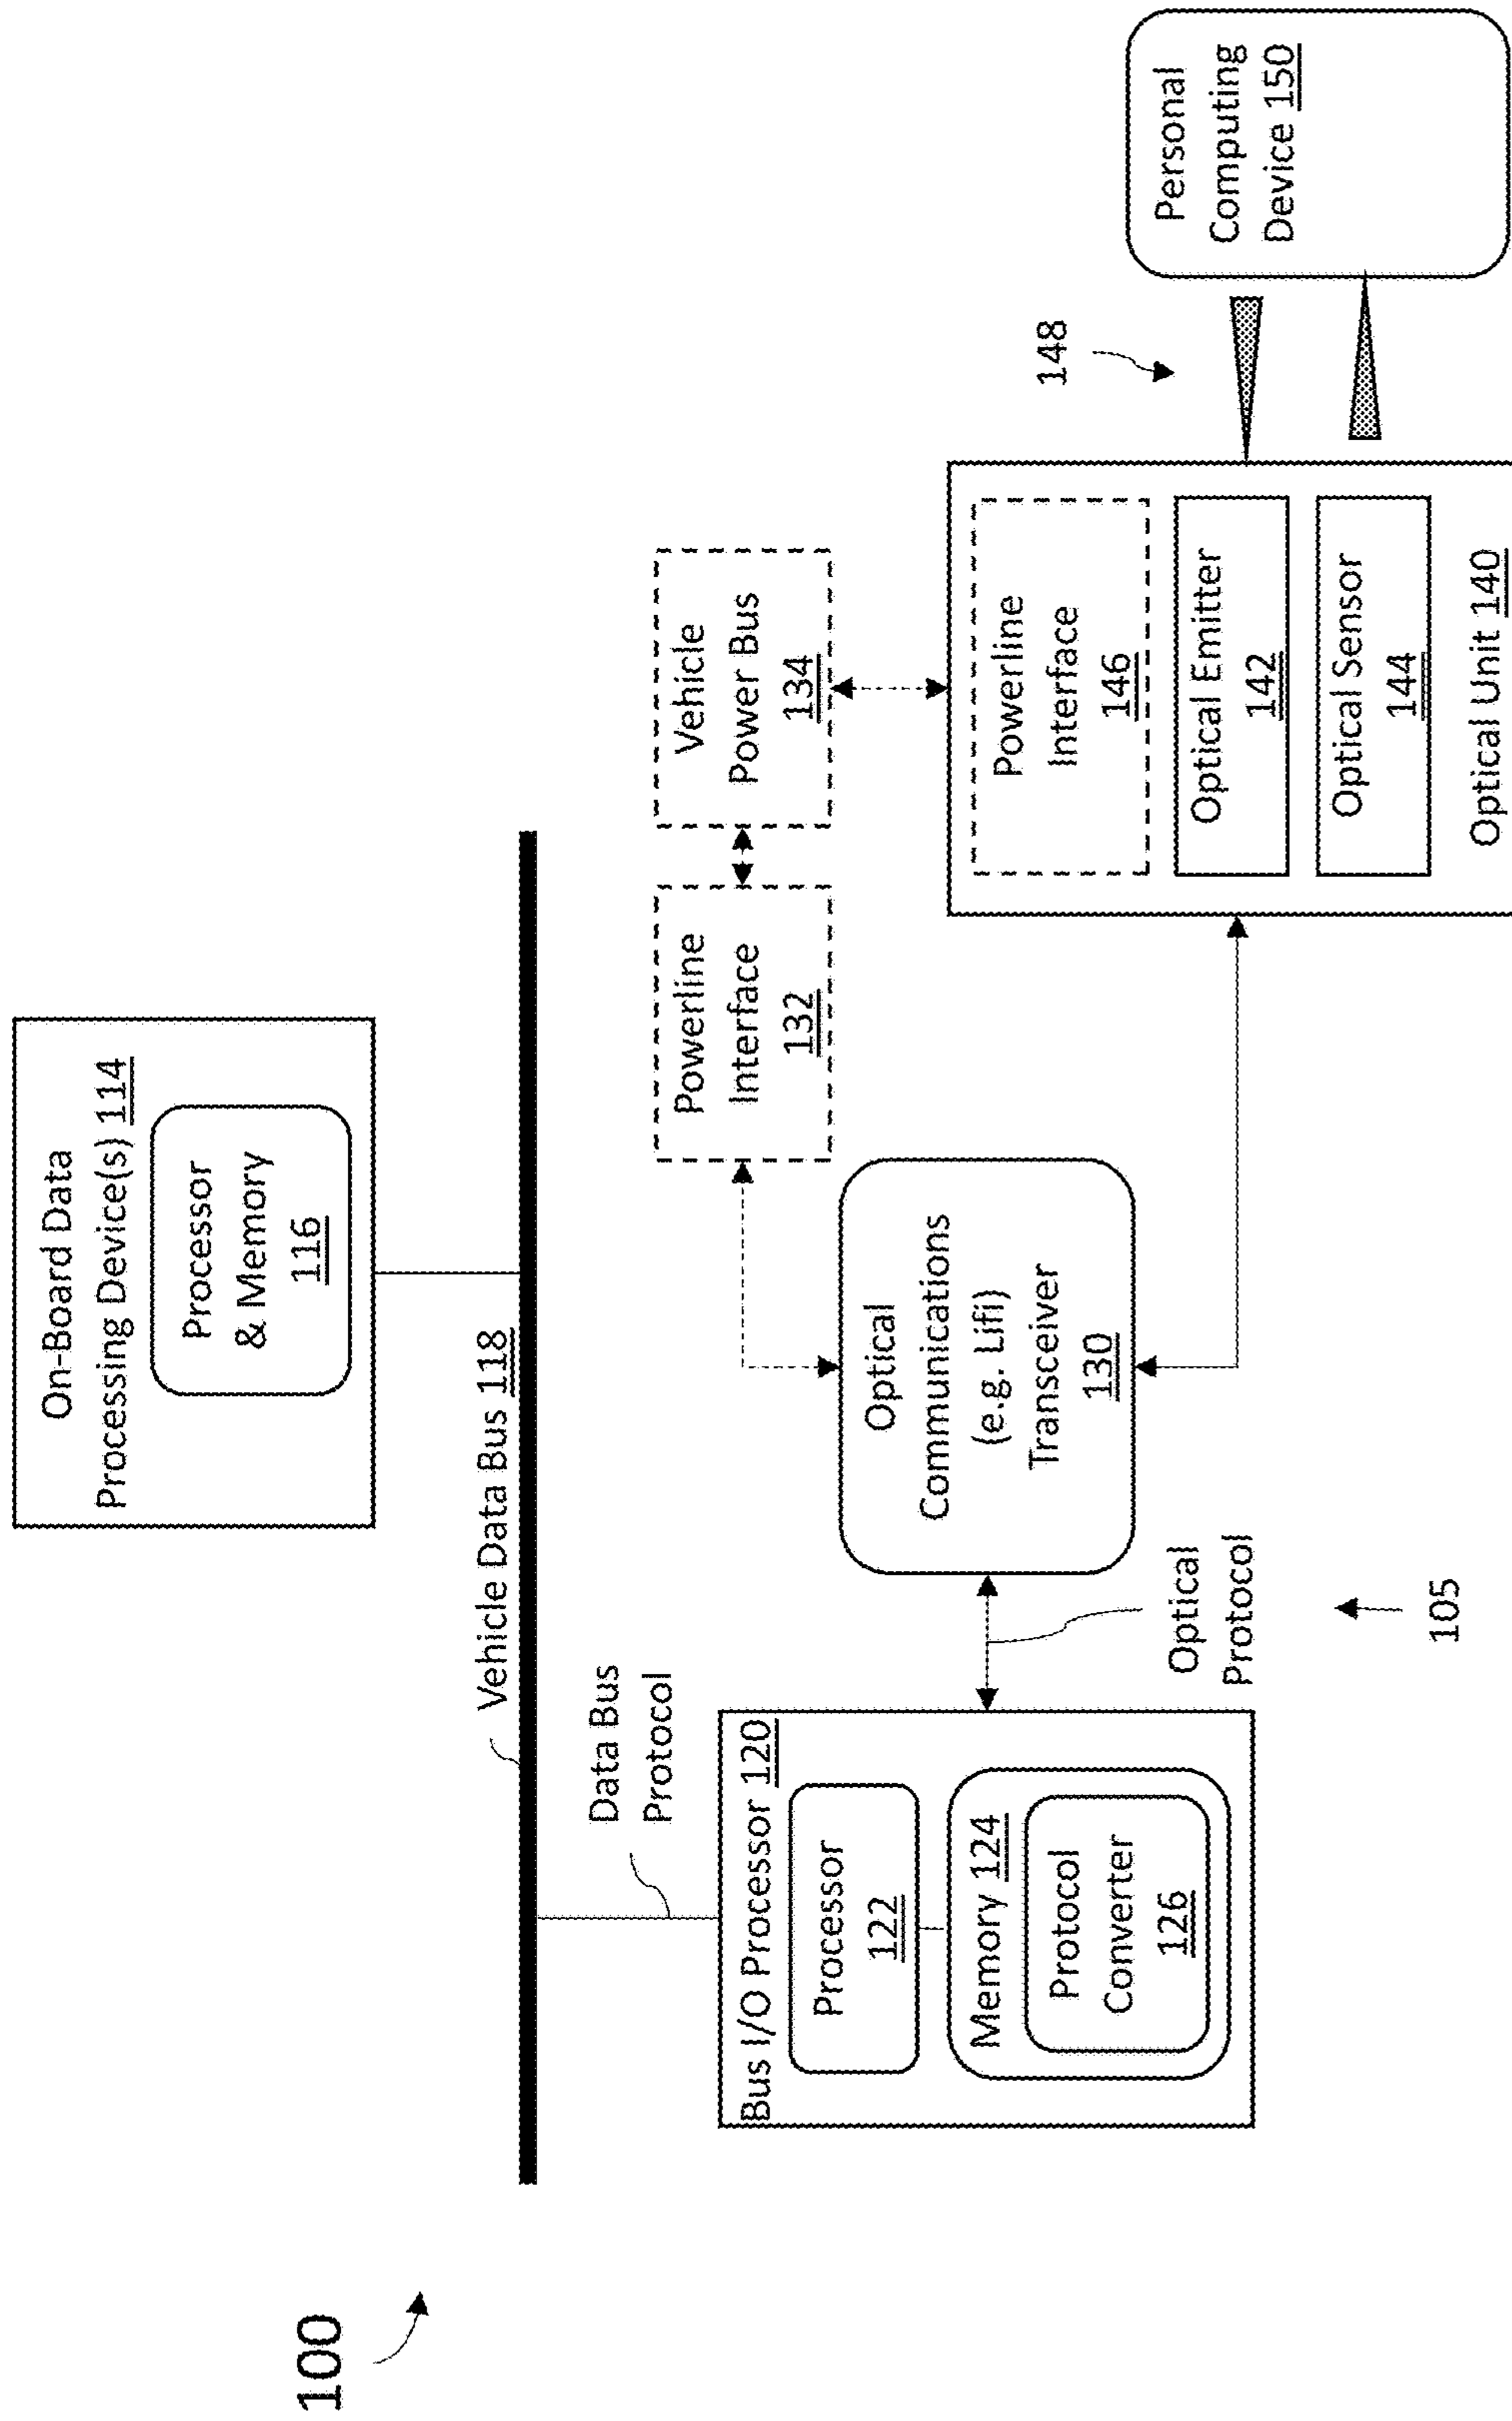 100
On-Board Data
Processing Device(s) 114
Processor
& Memory
116
Vehicle Data Bus 118
Data Bus
Protocol
Bus I/O Processor 120
Processor
122
Memory 124
Protocol
Converter
126
Optical
Protocol
105
Optical
Communications
(e.g. Lifi)
Transceiver
130
Powerline
Interface
132
Vehicle
Power Bus
134
Powerline
Interface
146
Optical Emitter
142
Optical Sensor
144
Optical Unit 140
148
Personal
Computing
Device 150